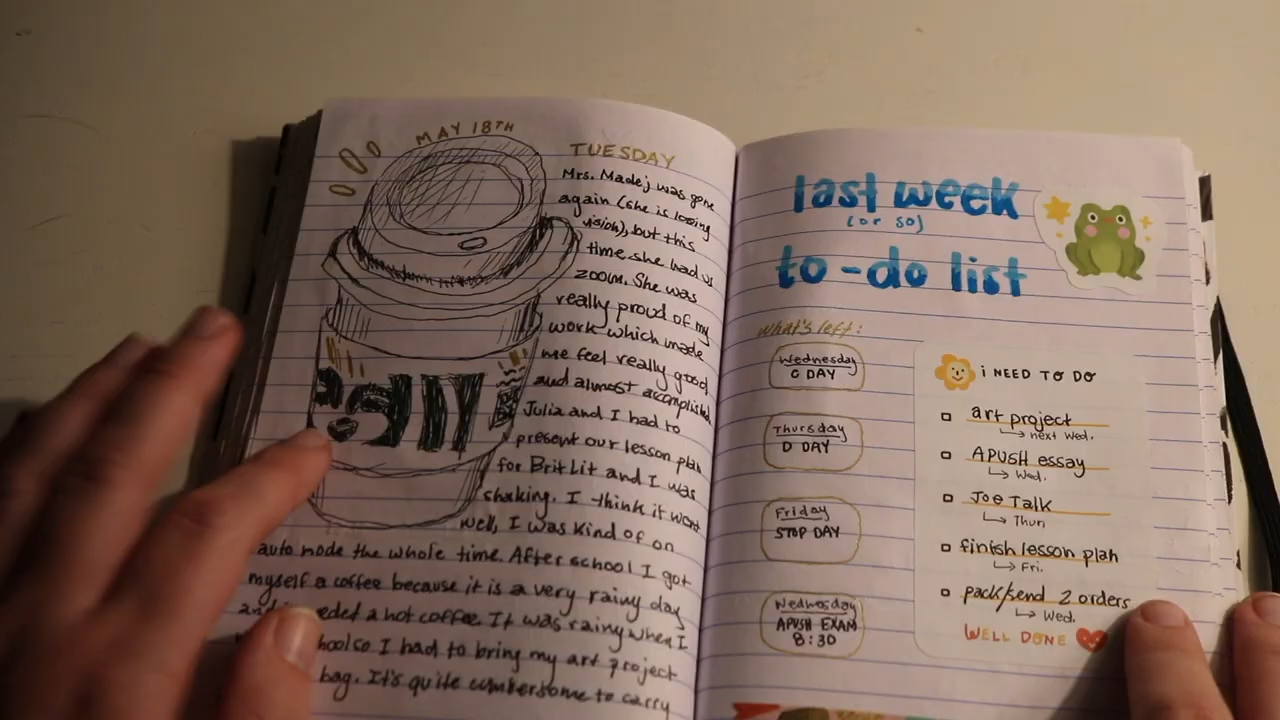 MAY 18TH
TUESDAY
Mrs. Madej was gone
again (she is losing
vision), but this
time she had us
zoom. She was
really proud of my
work which made
me feel really good
and almost accomplished.
Julia and I had to
present our lesson plan
for Brit Lit and I was
shaking. I think it went
well, I was kind of on
auto mode the whole time. After school I got
myself a coffee because it is a very rainy day
and eded a hot coffee. It was rainy when I
hool so I had to bring my art project
bag. It's quite cumbersome to carry
last week
(or so)
to-do list
what's left:
Wednesday
C DAY
Thursday
D DAY
Friday
STOP DAY
Wednesday
APUSH EXAM
8:30
i NEED TO DO
art project
next Wed.
APUSH essay
Wed.
Joe Talk
Thur.
finish lesson plan
Fri.
pack/send 2 orders
Wed.
WELL DONE